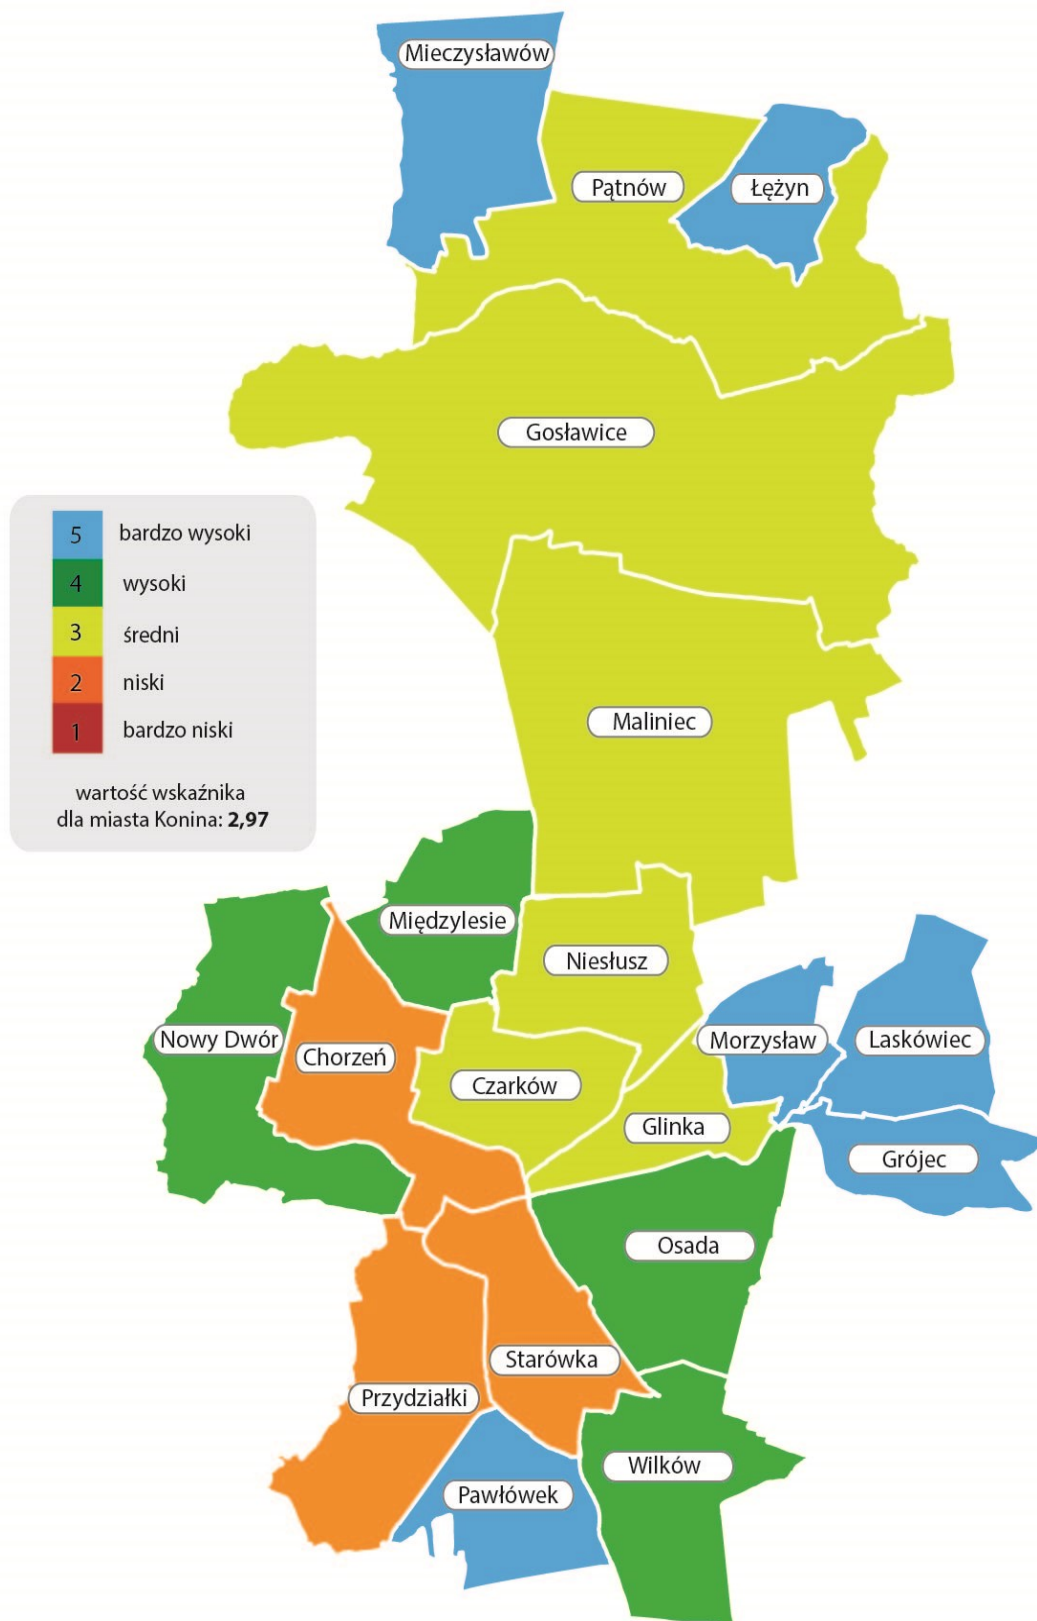 Mieczysławów
Pątnów
Łężyn
Gosławice
5 bardzo wysoki
4 wysoki
3 średni
2 niski
1 bardzo niski
wartość wskaźnika
dla miasta Konina: 2,97
Maliniec
Międzylesie
Niesłusz
Nowy Dwór
Chorzeń
Czarków
Morzysław
Laskówiec
Glinka
Grójec
Osada
Starówka
Przydziałki
Wilków
Pawłówek